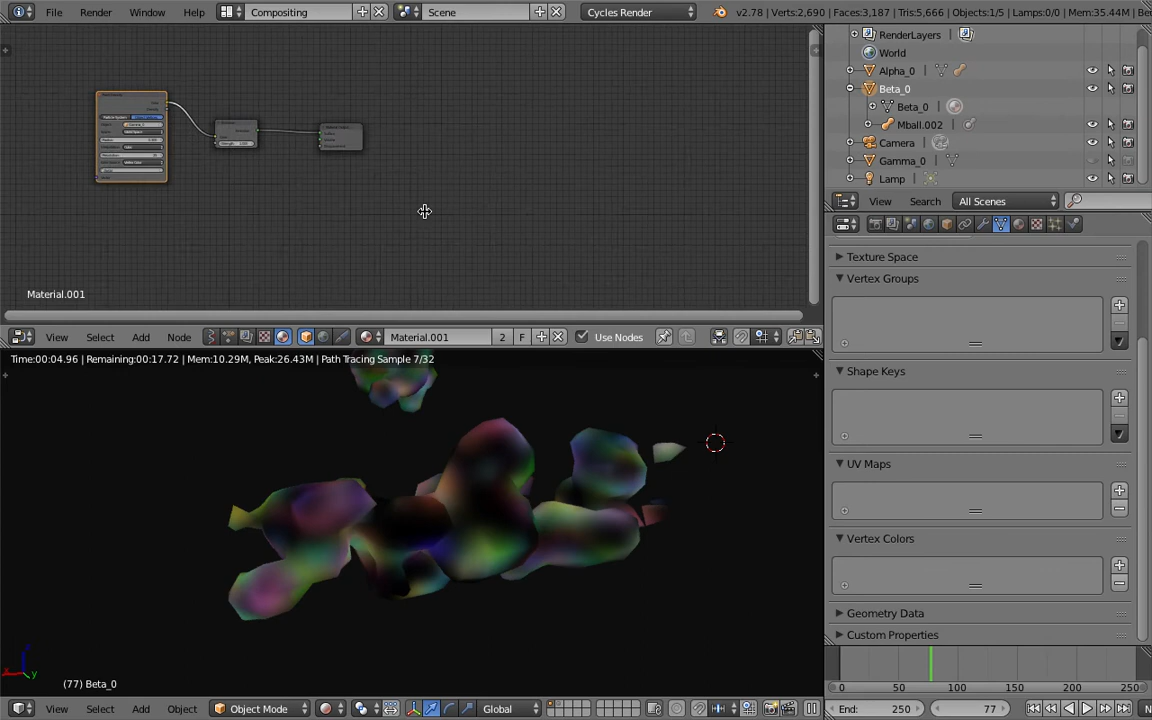 File Render Window Help Compositing Scene Cycles Render v2.78 | Verts:2,690 | Faces:3,187 | Tris:5,666 | Objects:1/5 | Lamps:0/0 | Mem:35.44M | Be
RenderLayers |
World
Alpha_0 |
Beta_0
Beta_0
Mball.002
Camera |
Gamma_0 |
Lamp |
View Search All Scenes
Texture Space
Vertex Groups
Material.001
View Select Add Node Material.001 2 F Use Nodes
Time:00:04.96 | Remaining:00:17.72 | Mem:10.29M, Peak:26.43M | Path Tracing Sample 7/32
Shape Keys
UV Maps
Vertex Colors
Geometry Data
Custom Properties
x y
(77) Beta_0
0 50 100 150 200 250
View Select Add Object Object Mode Global
End: 250 77 N